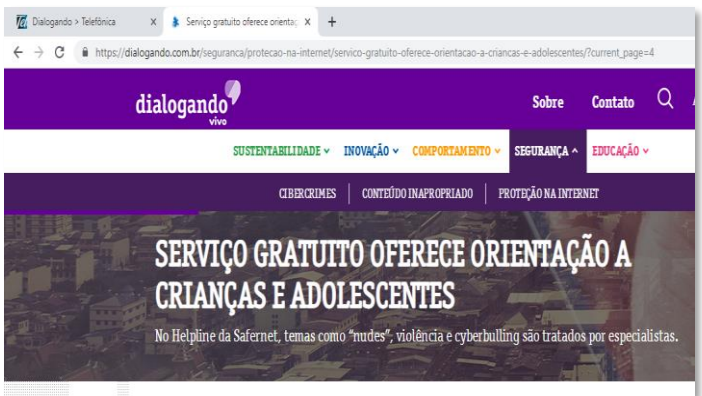 Dialogando > Telefônica
Serviço gratuito oferece orientaç
https://dialogando.com.br/seguranca/protecao-na-internet/servico-gratuito-oferece-orientacao-a-criancas-e-adolescentes/?current_page=4
dialogando
vivo
Sobre Contato
SUSTENTABILIDADE INOVAÇÃO COMPORTAMENTO SEGURANÇA EDUCAÇÃO
CIBERCRIMES CONTEÚDO INAPROPRIADO PROTEÇÃO NA INTERNET
SERVIÇO GRATUITO OFERECE ORIENTAÇÃO A
CRIANÇAS E ADOLESCENTES
No Helpline da Safernet, temas como "nudes", violência e cyberbulling são tratados por especialistas.